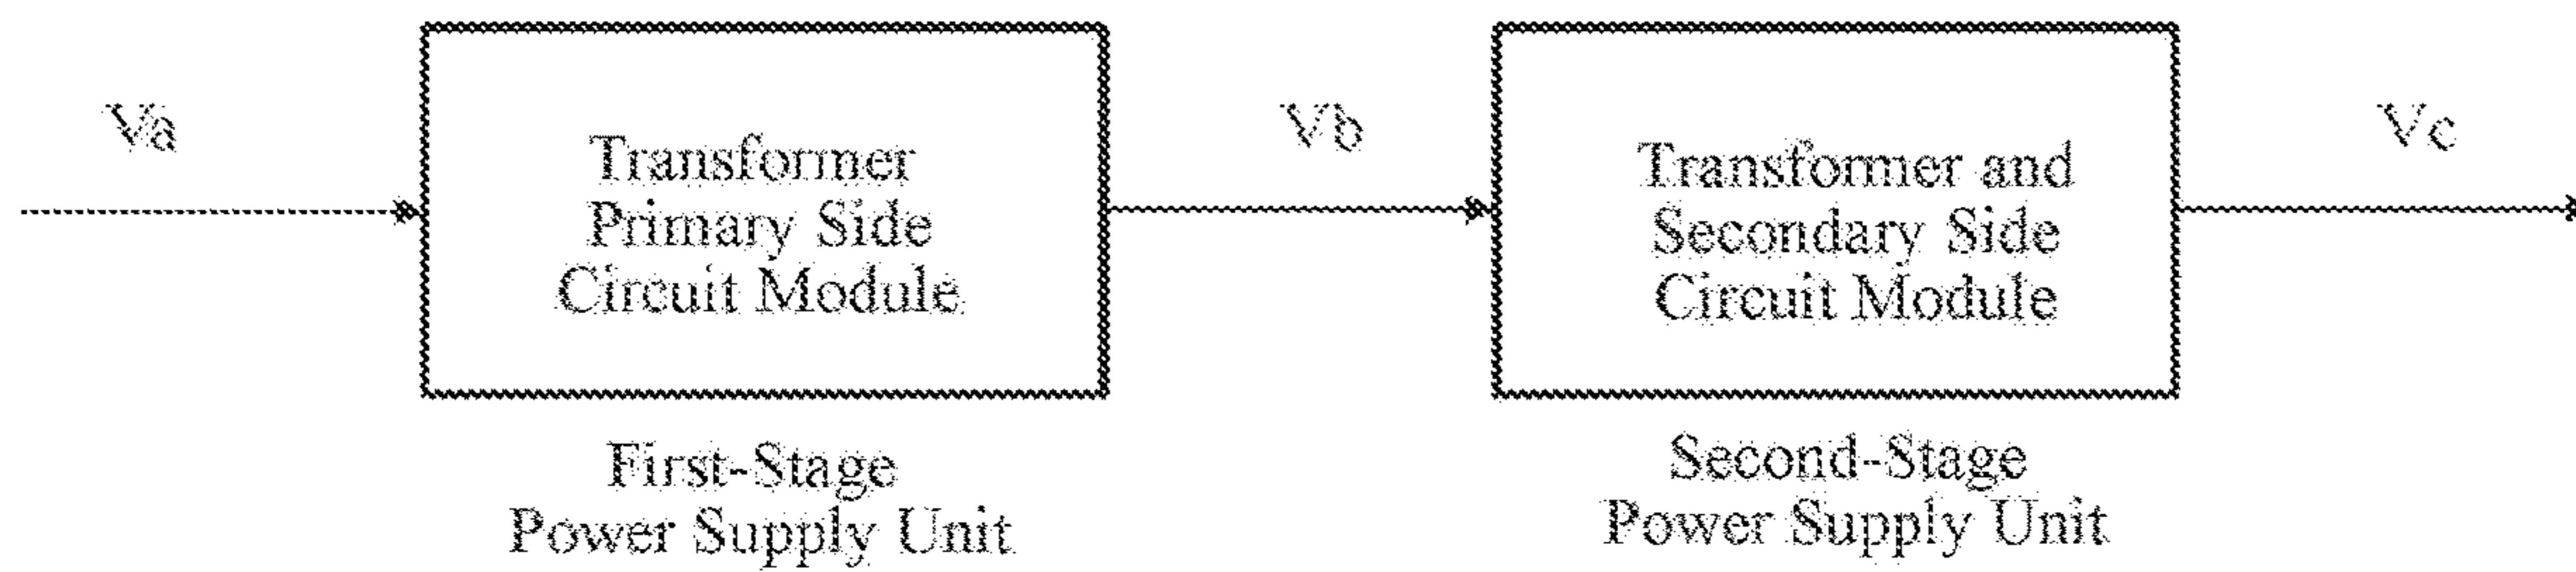 Va
Transformer
Primary Side
Circuit Module
First-Stage
Power Supply Unit
Vb
Transformer and
Secondary Side
Circuit Module
Second-Stage
Power Supply Unit
Vc